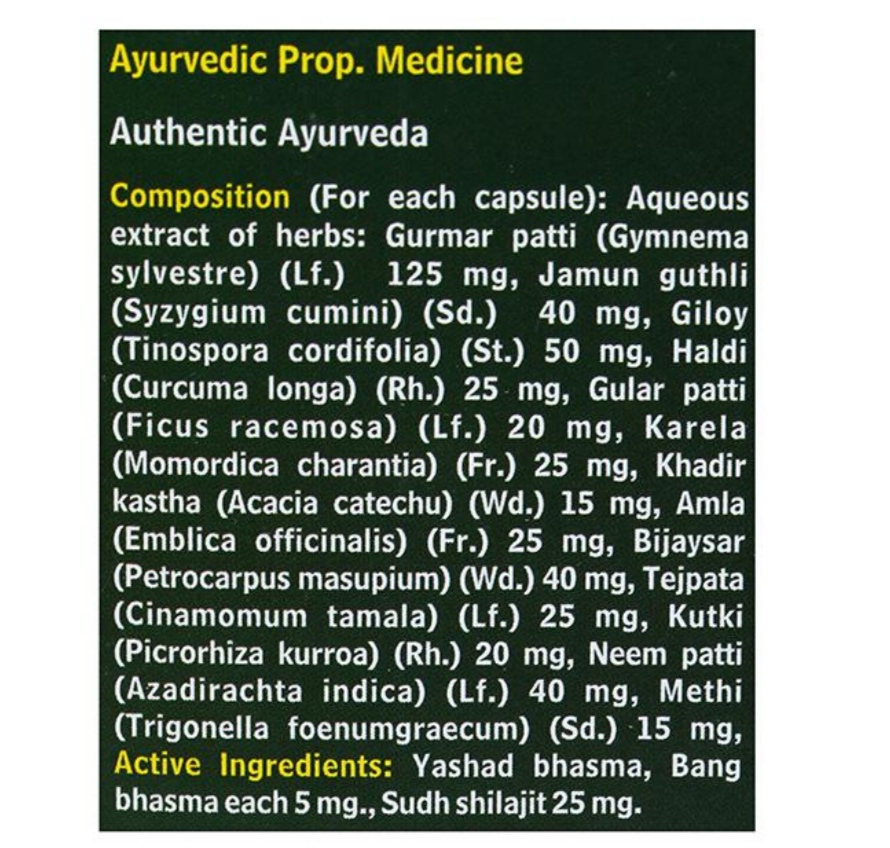 Ayurvedic Prop. Medicine
Authentic Ayurveda
Composition (For each capsule): Aqueous
extract of herbs: Gurmar patti (Gymnema
sylvestre) (Lf.) 125 mg, Jamun guthli
(Syzygium cumini) (Sd.) 40 mg, Giloy
(Tinospora cordifolia) (St.) 50 mg, Haldi
(Curcuma longa) (Rh.) 25 mg, Gular patti
(Ficus racemosa) (Lf.) 20 mg, Karela
(Momordica charantia) (Fr.) 25 mg, Khadir
kastha (Acacia catechu) (Wd.) 15 mg, Amla
(Emblica officinalis) (Fr.) 25 mg, Bijaysar
(Petrocarpus masupium) (Wd.) 40 mg, Tejpata
(Cinamomum tamala) (Lf.) 25 mg, Kutki
(Picrorhiza kurroa) (Rh.) 20 mg, Neem patti
(Azadirachta indica) (Lf.) 40 mg, Methi
(Trigonella foenumgraecum) (Sd.) 15 mg,
Active Ingredients: Yashad bhasma, Bang
bhasma each 5 mg., Sudh shilajit 25 mg.